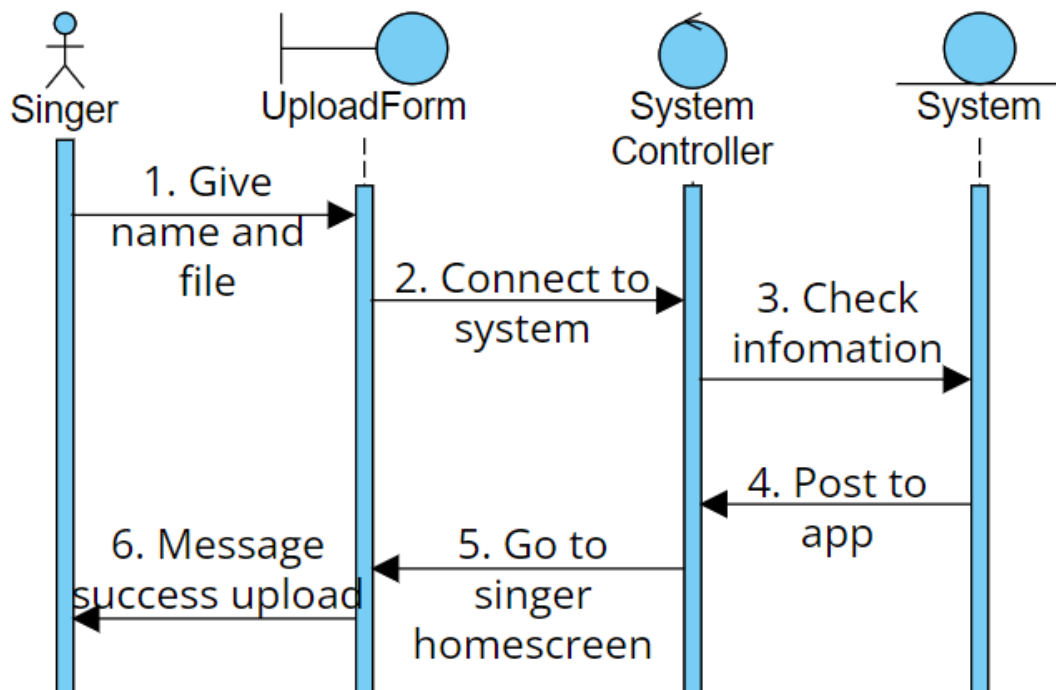 Singer
UploadForm
System
Controller
System
1. Give
name and
file
2. Connect to
system
3. Check
infomation
4. Post to
app
5. Go to
singer
homescreen
6. Message
success upload